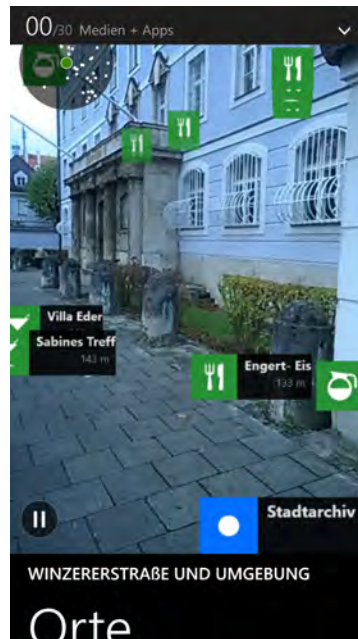 00/30 Medien + Apps
Villa Eder
Sabines Treff
143 m
Engert- Eis
133 m
Stadtarchiv
WINZERERSTRAßE UND UMGEBUNG
Orte